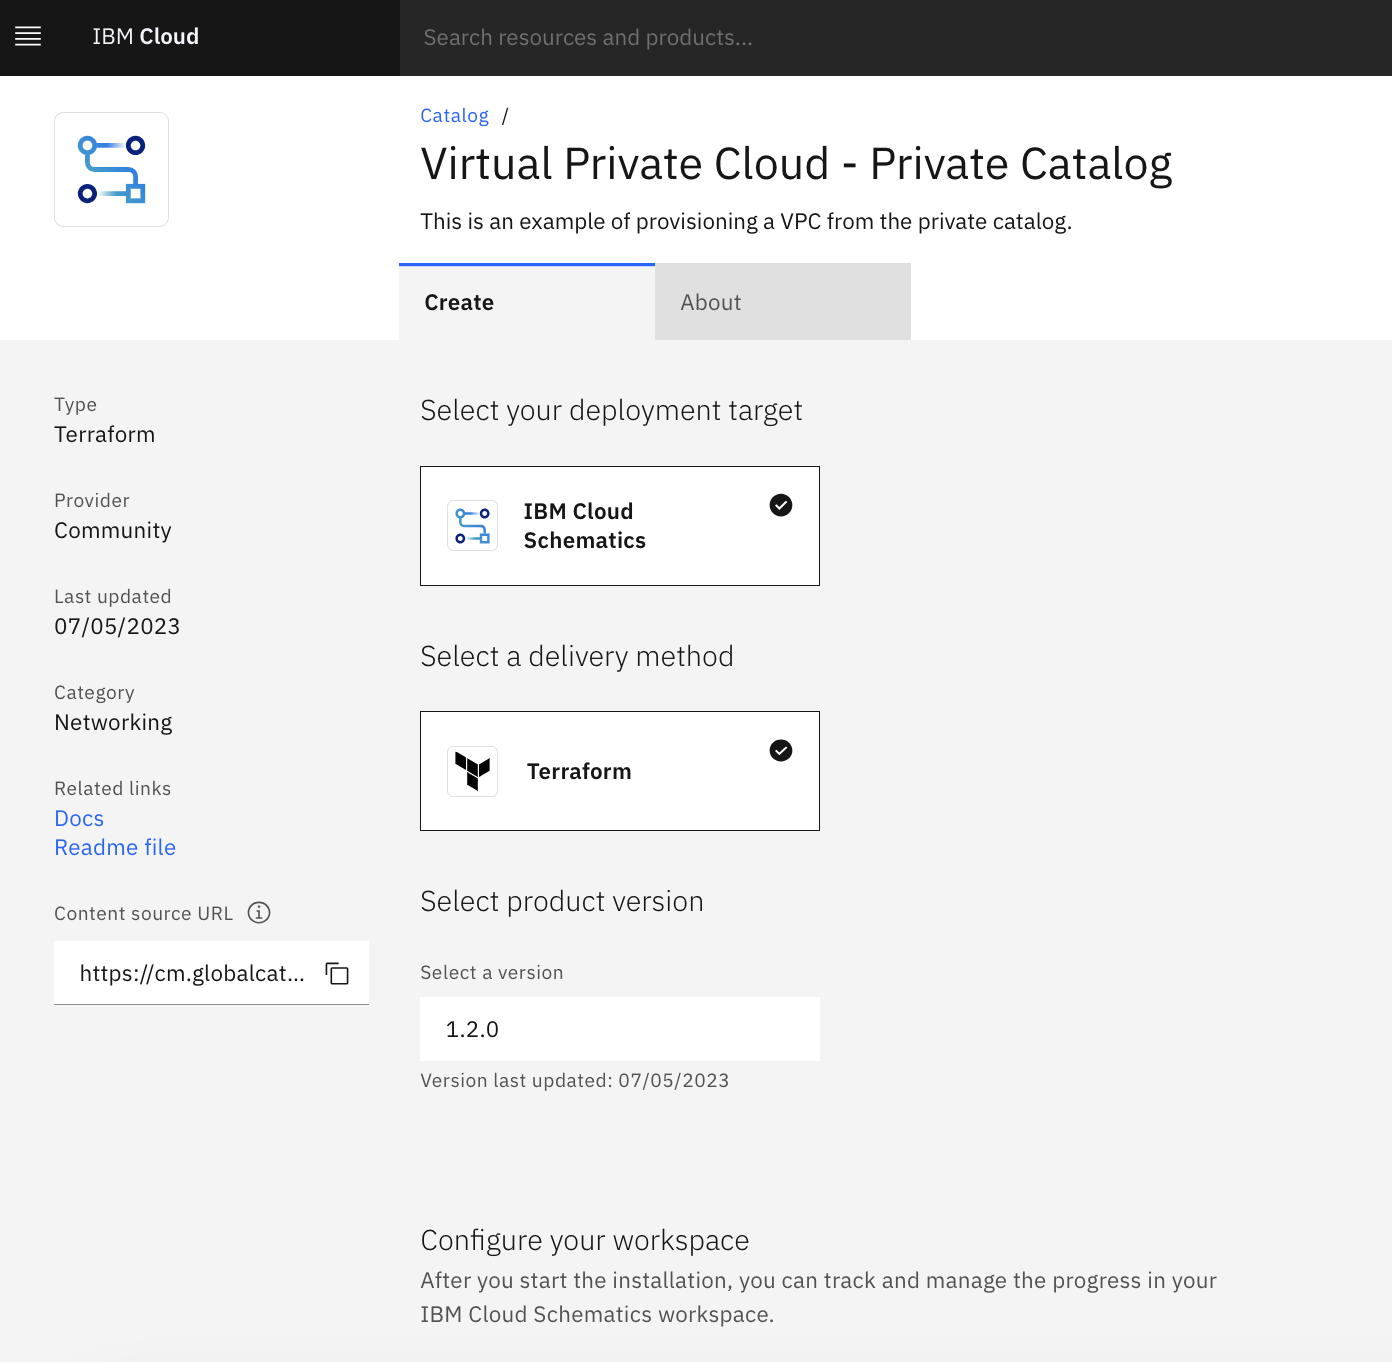 IBM Cloud
Search resources and products...
Catalog /
Virtual Private Cloud - Private Catalog
This is an example of provisioning a VPC from the private catalog.
Create
About
Type
Terraform
Provider
Community
Last updated
07/05/2023
Category
Networking
Related links
Docs
Readme file
Content source URL
https://cm.globalcat...
Select your deployment target
IBM Cloud
Schematics
Select a delivery method
Terraform
Select product version
Select a version
1.2.0
Version last updated: 07/05/2023
Configure your workspace
After you start the installation, you can track and manage the progress in your
IBM Cloud Schematics workspace.